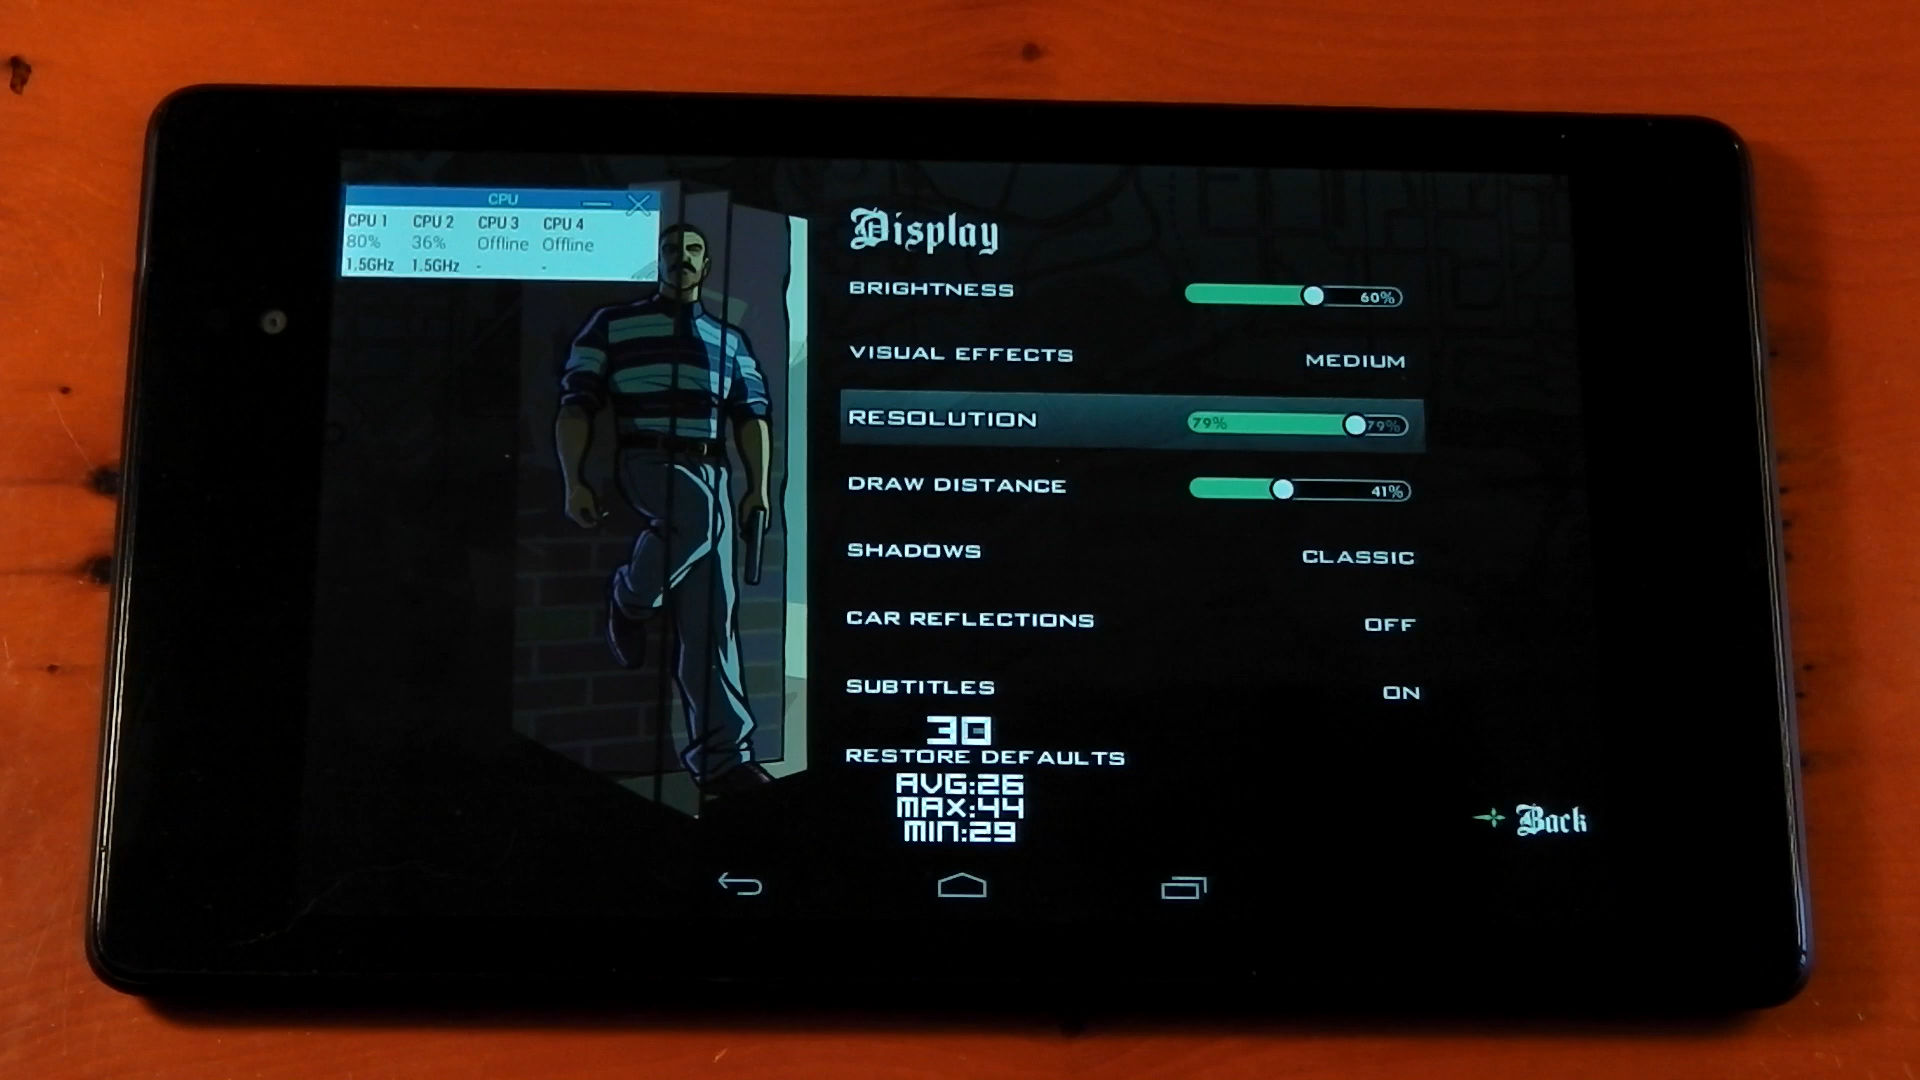 CPU
CPU 1 CPU 2 CPU 3 CPU 4
80% 36% Offline Offline
1.5GHz 1.5GHz - -
Display
BRIGHTNESS 60%
VISUAL EFFECTS MEDIUM
RESOLUTION 79% 79%
DRAW DISTANCE 41%
SHADOWS CLASSIC
CAR REFLECTIONS OFF
SUBTITLES ON
30
RESTORE DEFAULTS
AVG:26
MAX:44
MIN:29
Back